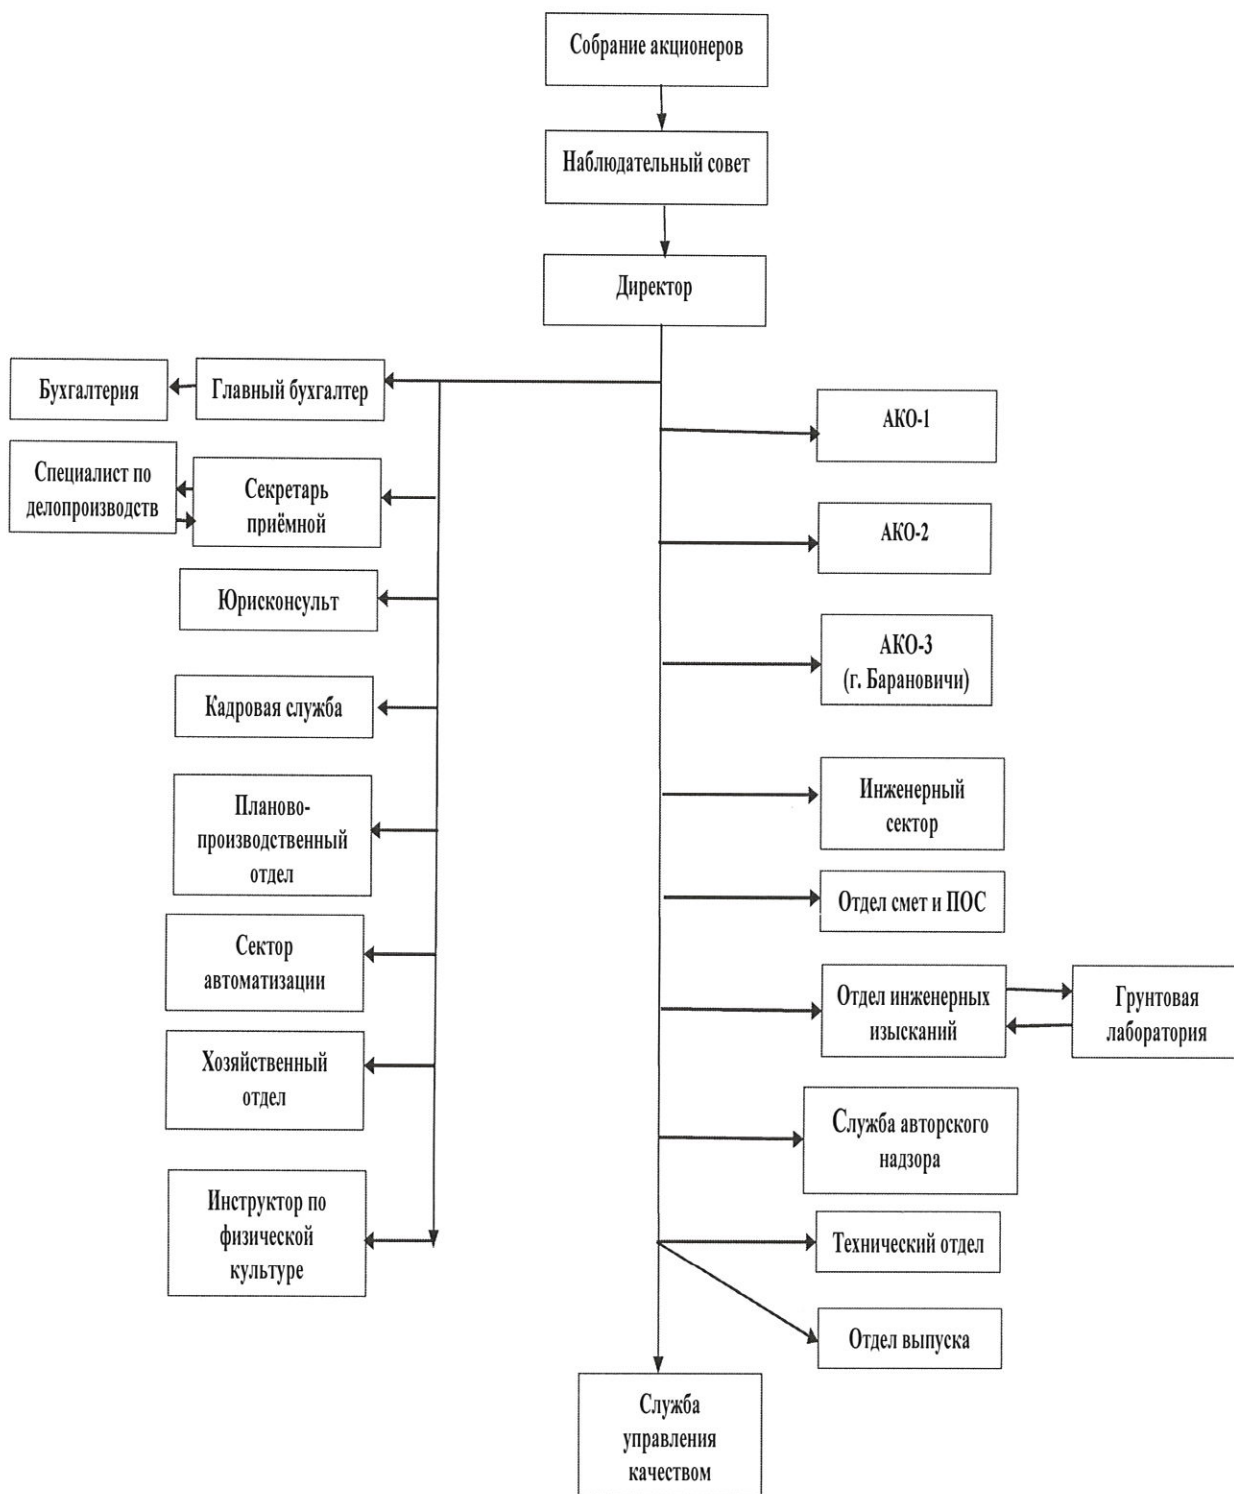 Собрание акционеров
Наблюдательный совет
Директор
Бухгалтерия
Главный бухгалтер
Специалист по
делопроизводств
Секретарь
приёмной
Юрисконсульт
Кадровая служба
Планово-
производственный
отдел
Сектор
автоматизации
Хозяйственный
отдел
Инструктор по
физической
культуре
АКО-1
АКО-2
АКО-3
(г. Барановичи)
Инженерный
сектор
Отдел смет и ПОС
Отдел инженерных
изысканий
Грунтовая
лаборатория
Служба авторского
надзора
Технический отдел
Отдел выпуска
Служба
управления
качеством